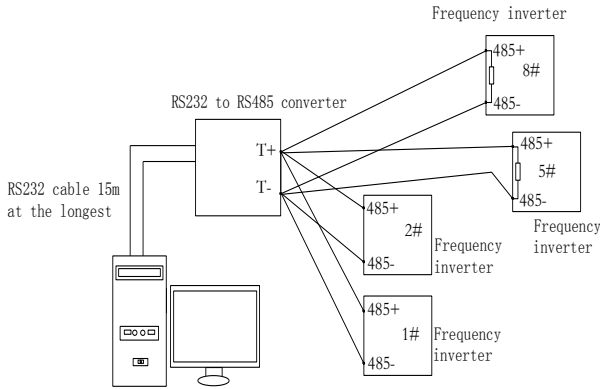 Frequency inverter
485+
8#
485-
RS232 to RS485 converter
T+
T-
485+
5#
485-
Frequency
inverter
RS232 cable 15m
at the longest
485+
2#
485-
Frequency
inverter
485+
1#
485-
Frequency
inverter